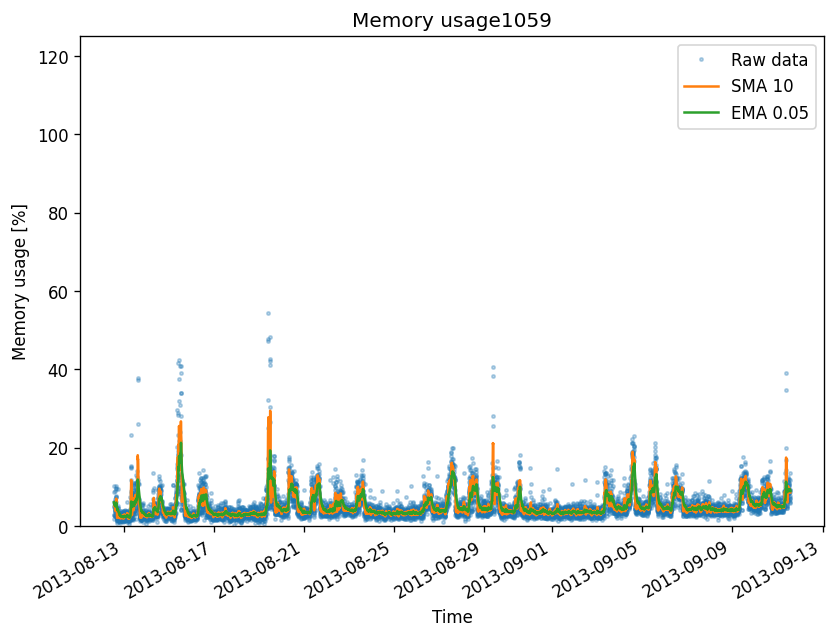 Memory usage1059
Memory usage [%]
120
100
80
60
40
20
0
Raw data
SMA 10
EMA 0.05
2013-08-13
2013-08-17
2013-08-21
2013-08-25
2013-08-29
2013-09-01
2013-09-05
2013-09-09
2013-09-13
Time